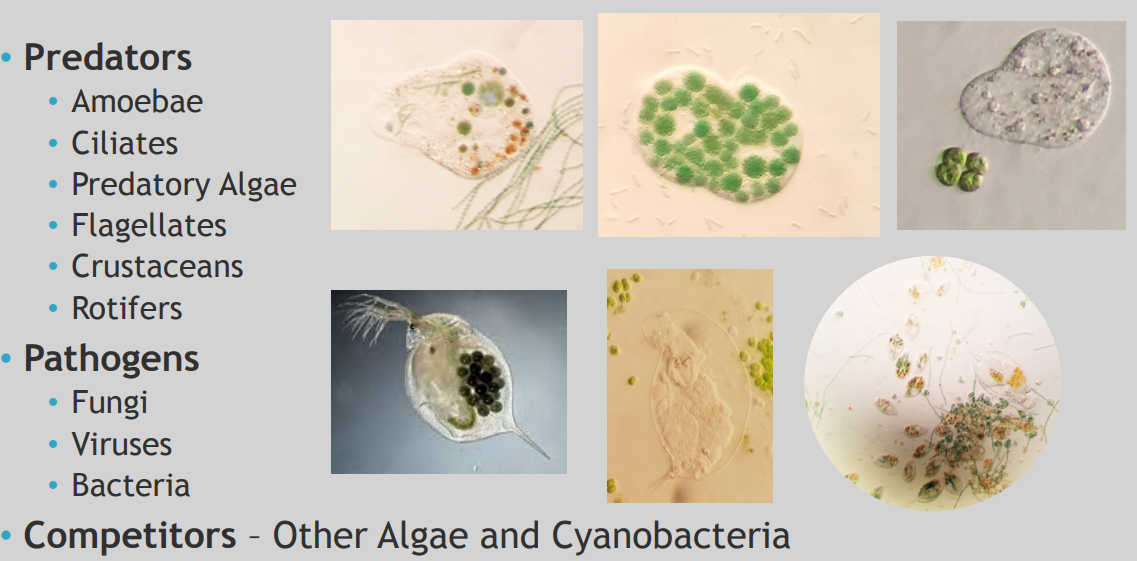 • Predators
• Amoebae
• Ciliates
• Predatory Algae
• Flagellates
• Crustaceans
• Rotifers
• Pathogens
• Fungi
• Viruses
• Bacteria
• Competitors – Other Algae and Cyanobacteria